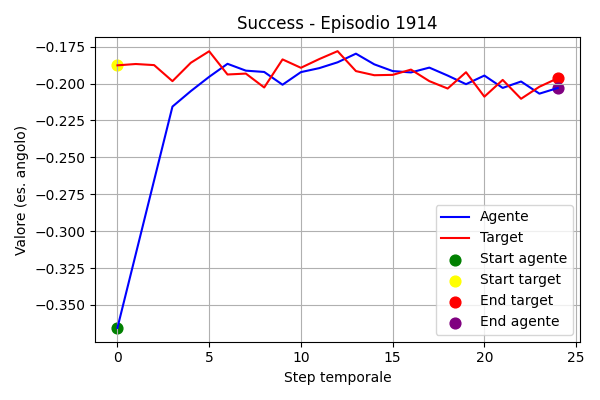 Success - Episodio 1914
Valore (es. angolo)
−0.175
−0.200
−0.225
−0.250
−0.275
−0.300
−0.325
−0.350
0
5
10
15
20
25
Step temporale
Agente
Target
Start agente
Start target
End target
End agente